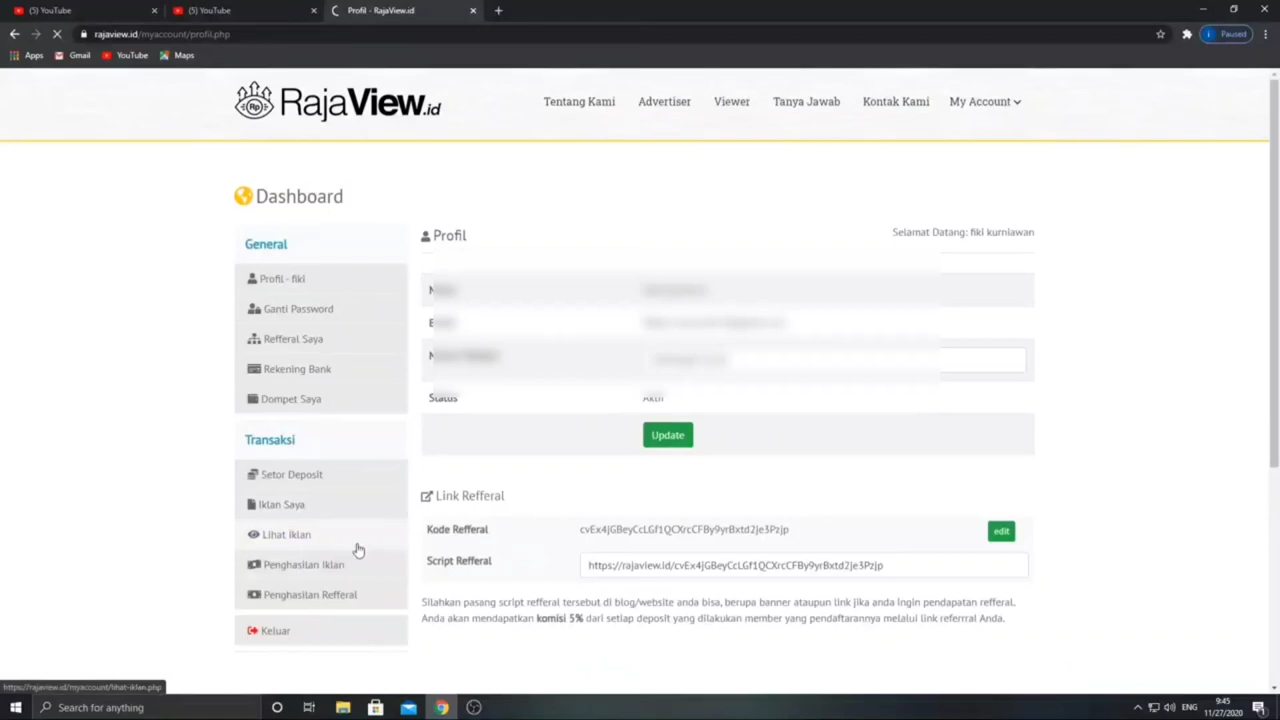 (5) YouTube
(5) YouTube
Profil - RajaView.id
rajaview.id/myaccount/profil.php
Paused
Apps
Gmail
YouTube
Maps
RajaView.id
Tentang Kami
Advertiser
Viewer
Tanya Jawab
Kontak Kami
My Account
Dashboard
General
Profil - fiki
Ganti Password
Refferal Saya
Rekening Bank
Dompet Saya
Transaksi
Setor Deposit
Iklan Saya
Lihat Iklan
Penghasilan Iklan
Penghasilan Refferal
Keluar
Profil
Selamat Datang: fiki kurniawan
Status
Aktif
Update
Link Refferal
Kode Refferal
cvEx4jGBeyCcLGf1QCXrcCFBy9yrBxtd2je3Pzjp
edit
Script Refferal
https://rajaview.id/cvEx4jGBeyCcLGf1QCXrcCFBy9yrBxtd2je3Pzjp
Silahkan pasang script refferal tersebut di blog/website anda bisa, berupa banner ataupun link jika anda ingin pendapatan refferal.
Anda akan mendapatkan komisi 5% dari setiap deposit yang dilakukan member yang pendaftarannya melalui link referrral Anda.
https://rajaview.id/myaccount/lihat-iklan.php
Search for anything
ENG
9:45
11/27/2020